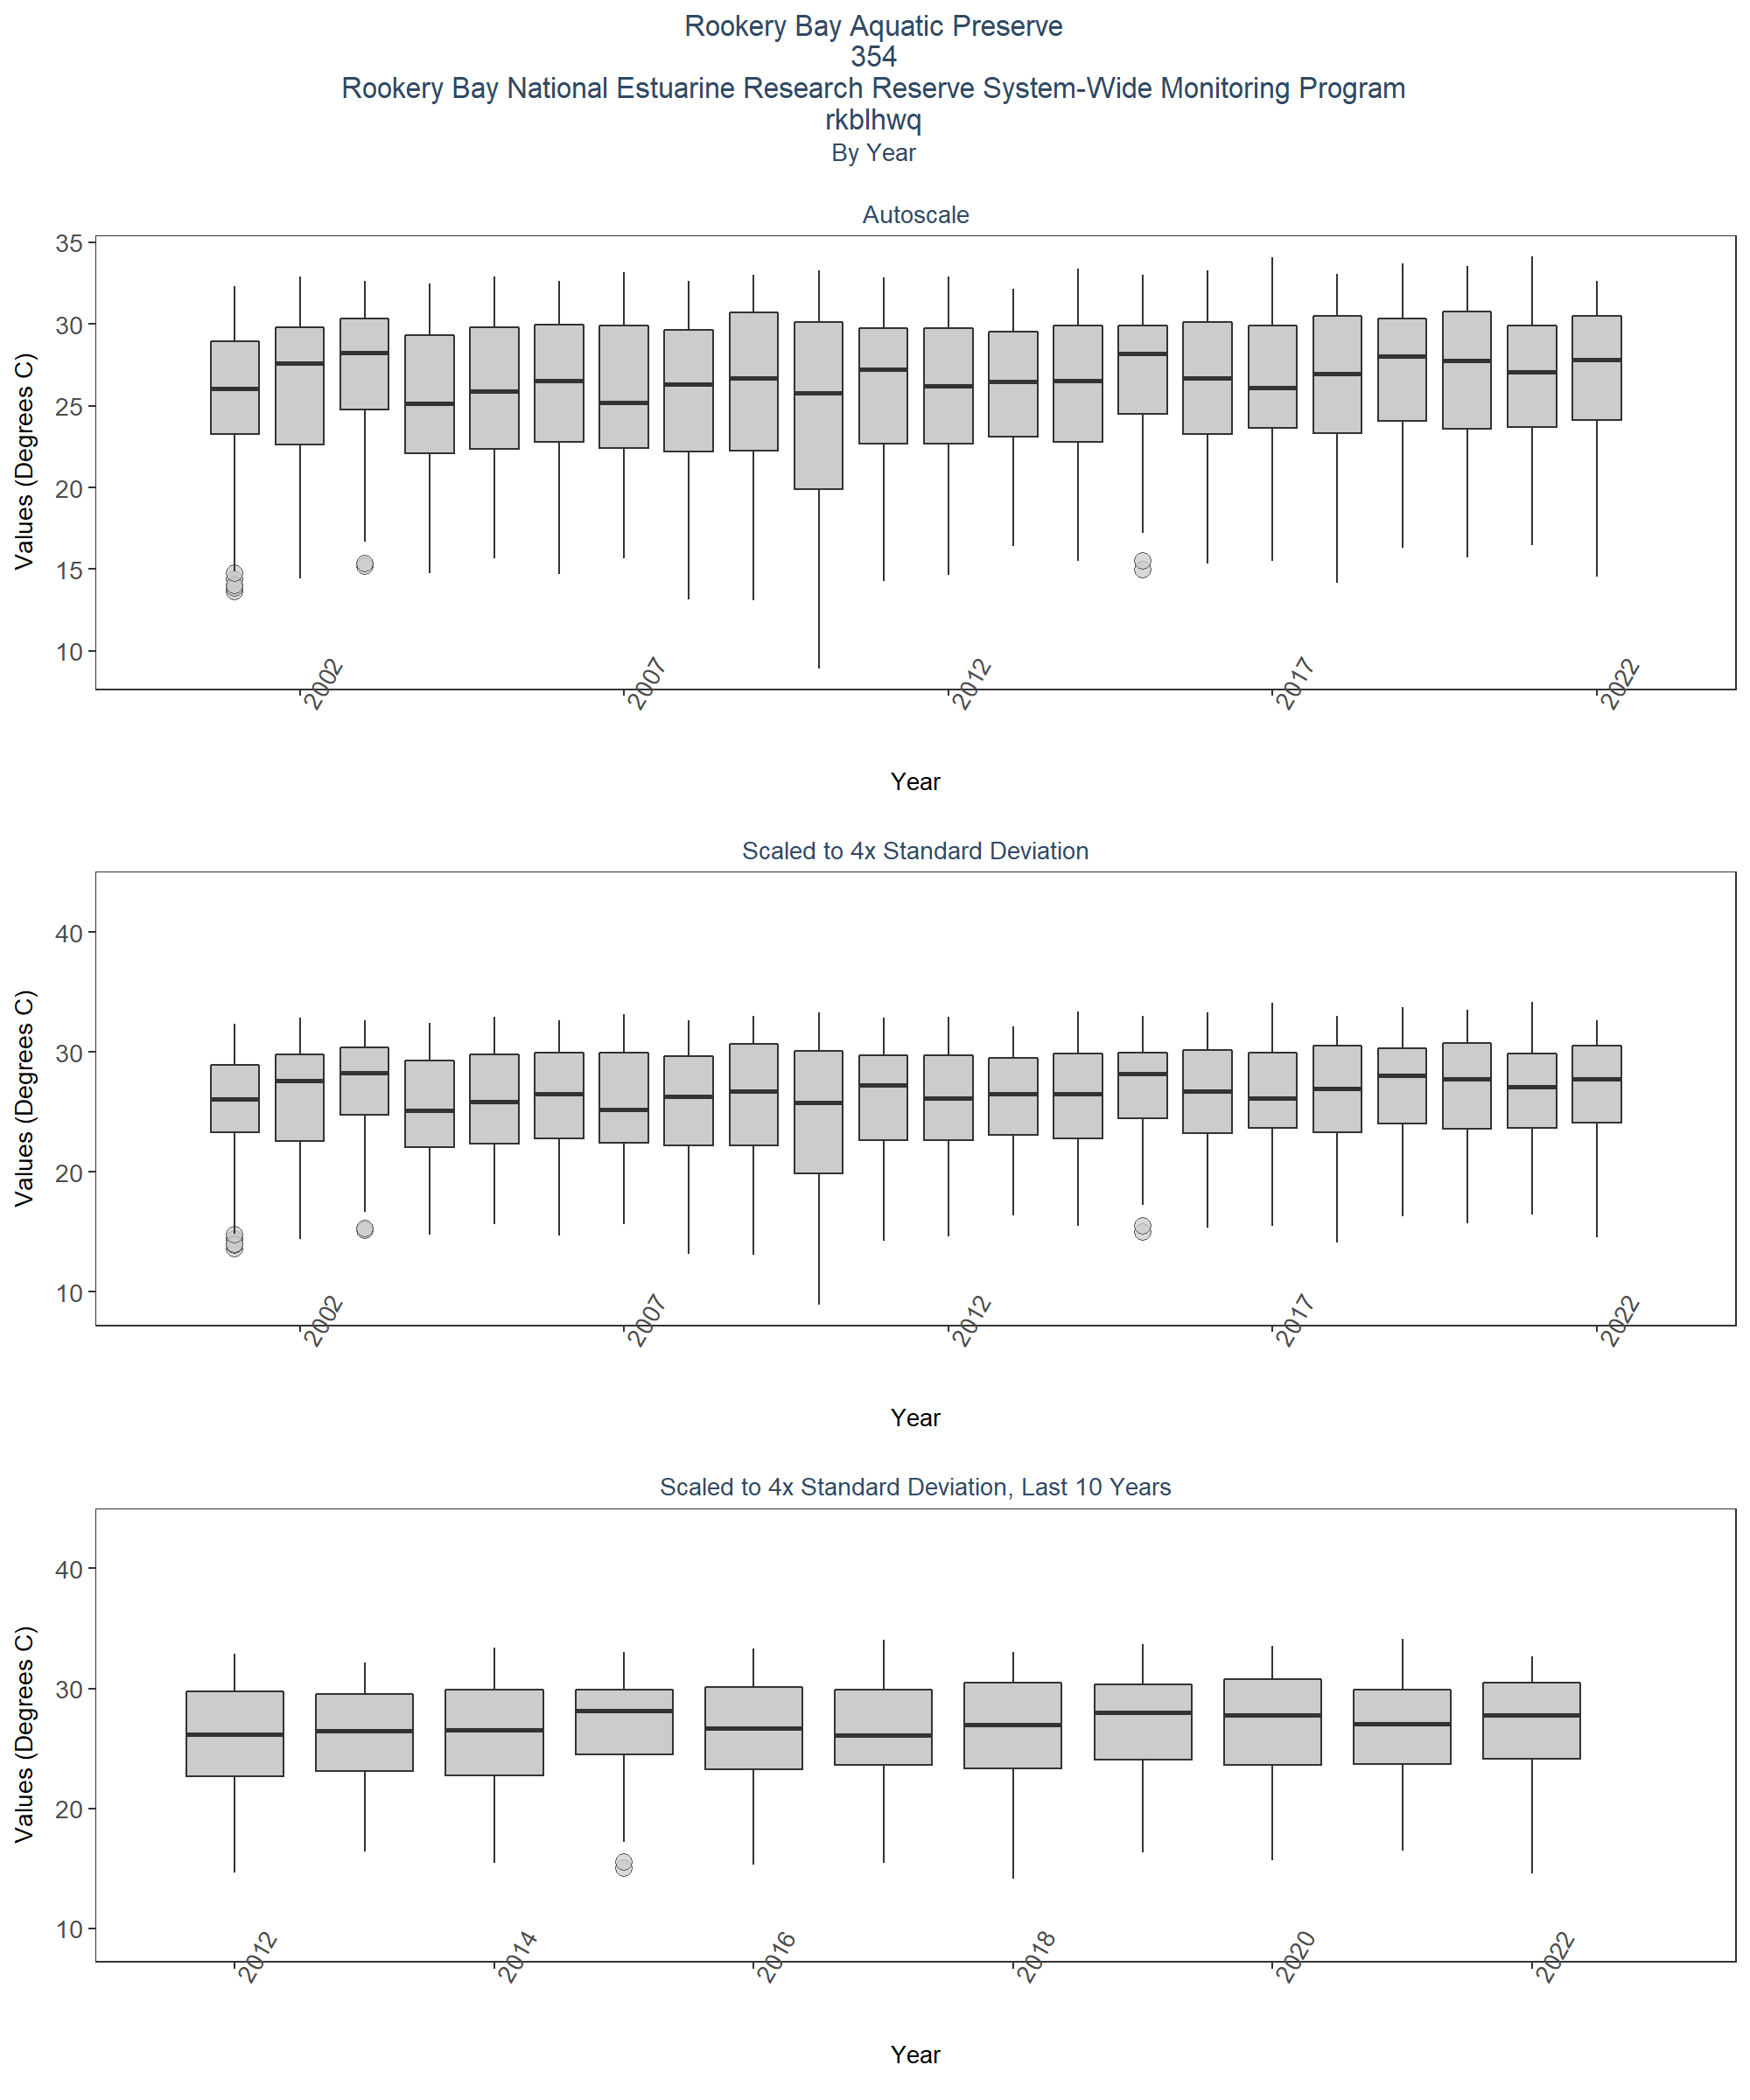 Rookery Bay Aquatic Preserve
354
Rookery Bay National Estuarine Research Reserve System-Wide Monitoring Program
rkblhwq
By Year
Autoscale
Values (Degrees C)
35
30
25
20
15
10
2002
2007
2012
2017
2022
Year
Scaled to 4x Standard Deviation
Values (Degrees C)
40
30
20
10
2002
2007
2012
2017
2022
Year
Scaled to 4x Standard Deviation, Last 10 Years
Values (Degrees C)
40
30
20
10
2012
2014
2016
2018
2020
2022
Year